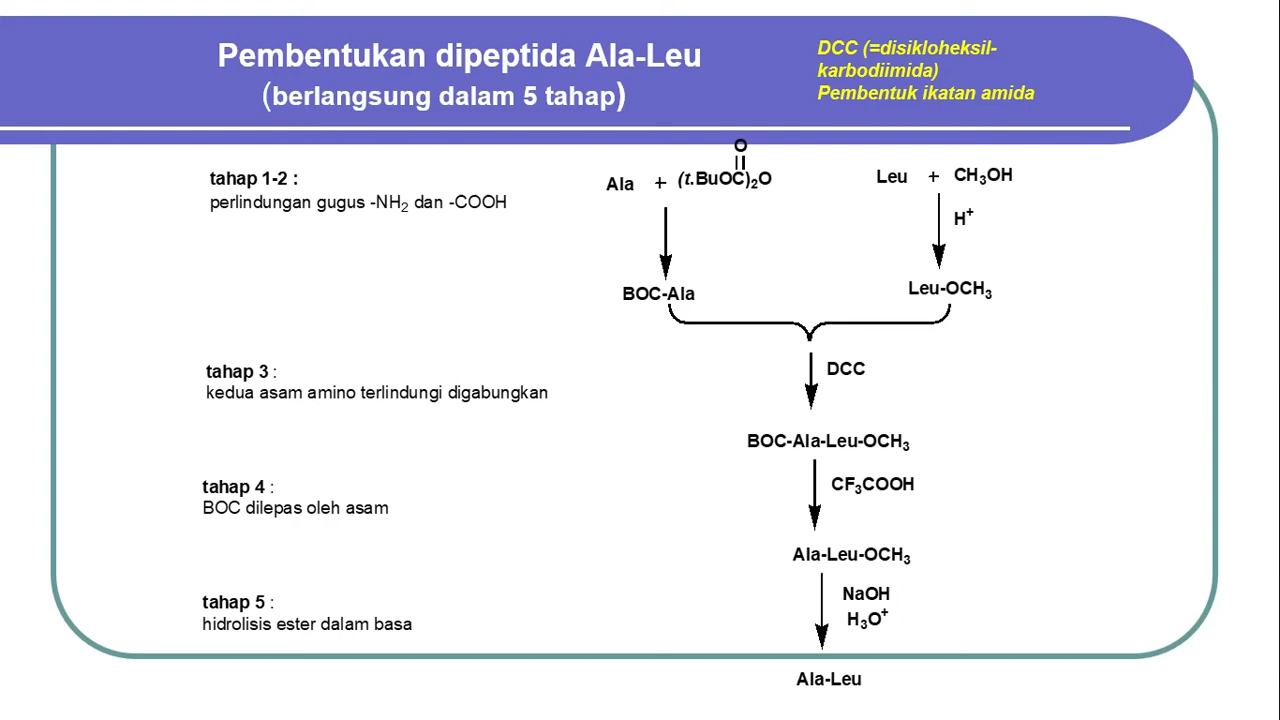 Pembentukan dipeptida Ala-Leu
(berlangsung dalam 5 tahap)
DCC (=disikloheksil-
karbodiimida)
Pembentuk ikatan amida
tahap 1-2 :
perlindungan gugus -NH₂ dan -COOH
O
Ala + (t.BuOC)₂O
Leu + CH₃OH
H⁺
BOC-Ala
Leu-OCH₃
tahap 3 :
kedua asam amino terlindungi digabungkan
DCC
BOC-Ala-Leu-OCH₃
tahap 4 :
BOC dilepas oleh asam
CF₃COOH
Ala-Leu-OCH₃
tahap 5 :
hidrolisis ester dalam basa
NaOH
H₃O⁺
Ala-Leu